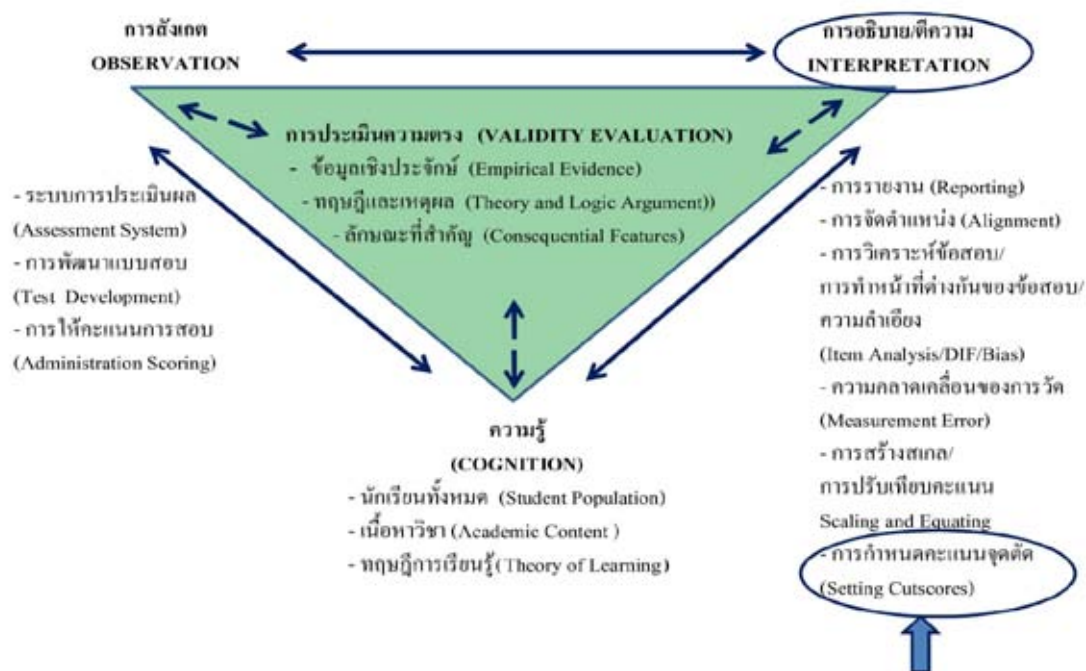 การสังเกต
OBSERVATION
การอธิบาย/ตีความ
INTERPRETATION
การประเมินความตรง (VALIDITY EVALUATION)
- ข้อมูลเชิงประจักษ์ (Empirical Evidence)
- ทฤษฎีและเหตุผล (Theory and Logic Argument))
- ลักษณะที่สำคัญ (Consequential Features)
- ระบบการประเมินผล
(Assessment System)
- การพัฒนาแบบสอบ
(Test Development)
- การให้คะแนนการสอบ
(Administration Scoring)
ความรู้
(COGNITION)
- นักเรียนทั้งหมด (Student Population)
- เนื้อหาวิชา (Academic Content )
- ทฤษฎีการเรียนรู้ (Theory of Learning)
- การรายงาน (Reporting)
- การจัดตำแหน่ง (Alignment)
- การวิเคราะห์ข้อสอบ/
การทำหน้าที่ต่างกันของข้อสอบ/
ความลำเอียง
(Item Analysis/DIF/Bias)
- ความคลาดเคลื่อนของการวัด
(Measurement Error)
- การสร้างสเกล/
การปรับเทียบคะแนน
Scaling and Equating
- การกำหนดคะแนนจุดตัด
(Setting Cutscores)